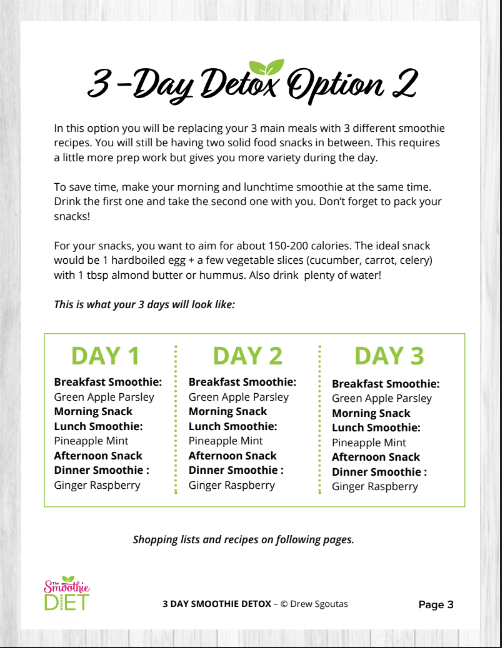 3-Day Detox Option 2
In this option you will be replacing your 3 main meals with 3 different smoothie
recipes. You will still be having two solid food snacks in between. This requires
a little more prep work but gives you more variety during the day.
To save time, make your morning and lunchtime smoothie at the same time.
Drink the first one and take the second one with you. Don't forget to pack your
snacks!
For your snacks, you want to aim for about 150-200 calories. The ideal snack
would be 1 hardboiled egg + a few vegetable slices (cucumber, carrot, celery)
with 1 tbsp almond butter or hummus. Also drink plenty of water!
This is what your 3 days will look like:
DAY 1
Breakfast Smoothie:
Green Apple Parsley
Morning Snack
Lunch Smoothie:
Pineapple Mint
Afternoon Snack
Dinner Smoothie :
Ginger Raspberry
DAY 2
Breakfast Smoothie:
Green Apple Parsley
Morning Snack
Lunch Smoothie:
Pineapple Mint
Afternoon Snack
Dinner Smoothie :
Ginger Raspberry
DAY 3
Breakfast Smoothie:
Green Apple Parsley
Morning Snack
Lunch Smoothie:
Pineapple Mint
Afternoon Snack
Dinner Smoothie :
Ginger Raspberry
Shopping lists and recipes on following pages.
The
Smoothie
DIET
3 DAY SMOOTHIE DETOX – © Drew Sgoutas
Page 3